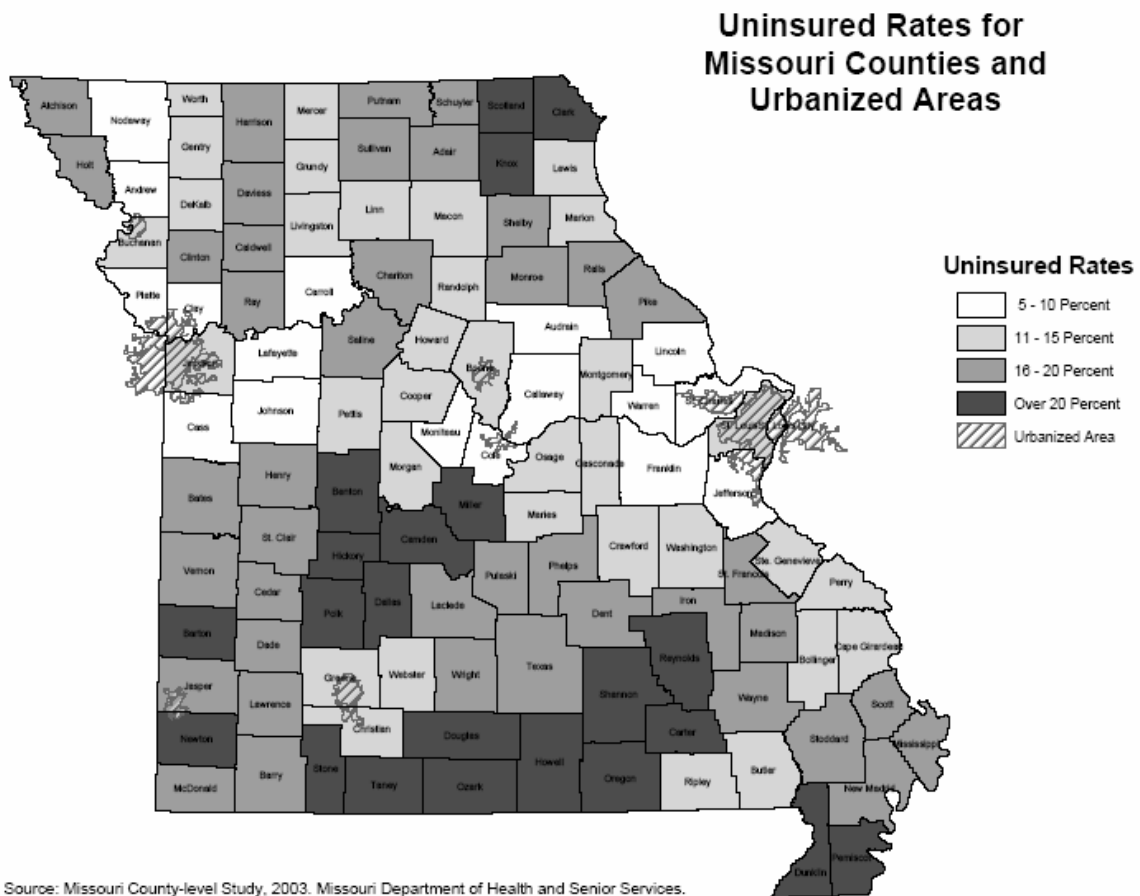 Uninsured Rates for
Missouri Counties and
Urbanized Areas
Atchison
Nodaway
Worth
Harrison
Mercer
Putnam
Schuyler
Scotland
Clark
Holt
Gentry
Sullivan
Adair
Knox
Lewis
Andrew
Grundy
DeKalb
Daviess
Livingston
Linn
Macon
Shelby
Marion
Buchanan
Clinton
Caldwell
Chariton
Randolph
Monroe
Ralls
Pike
Platte
Clay
Ray
Carroll
Saline
Howard
Boone
Audrain
Lincoln
Lafayette
Callaway
Montgomery
Warren
Cass
Johnson
Pettis
Cooper
Moniteau
Cole
Osage
Gasconade
Franklin
Jefferson
Bates
Henry
Benton
Morgan
Miller
Maries
Vernon
St. Clair
Hickory
Camden
Pulaski
Phelps
Crawford
Washington
St. Francois
Ste. Genevieve
Perry
Cedar
Polk
Dallas
Laclede
Dent
Iron
Madison
Bollinger
Cape Girardeau
Barton
Dade
Greene
Webster
Wright
Texas
Shannon
Reynolds
Wayne
Jasper
Lawrence
Christian
Douglas
Howell
Carter
Stoddard
Scott
Mississippi
Newton
McDonald
Barry
Stone
Taney
Ozark
Oregon
Ripley
Butler
New Madrid
Dunklin
Pemiscot
Uninsured Rates
5 - 10 Percent
11 - 15 Percent
16 - 20 Percent
Over 20 Percent
Urbanized Area
Source: Missouri County-level Study, 2003. Missouri Department of Health and Senior Services.